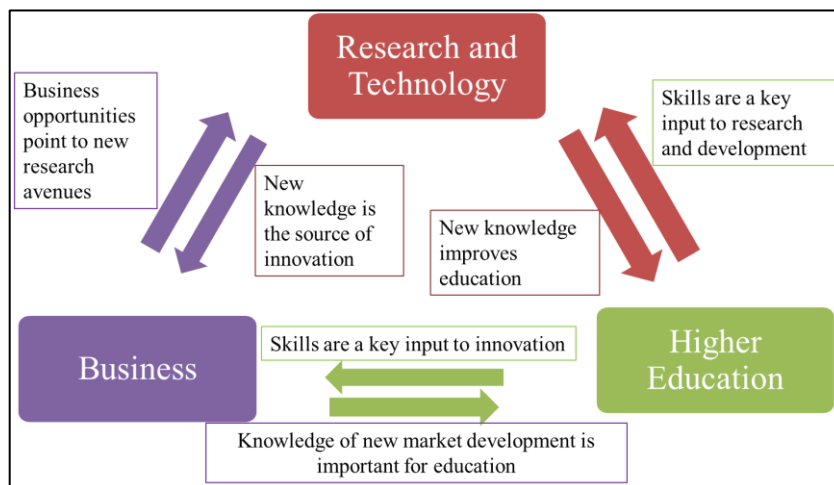 Research and
Technology
Business
opportunities
point to new
research
avenues
Skills are a key
input to research
and development
New
knowledge is
the source of
innovation
New knowledge
improves
education
Business
Skills are a key input to innovation
Higher
Education
Knowledge of new market development is
important for education